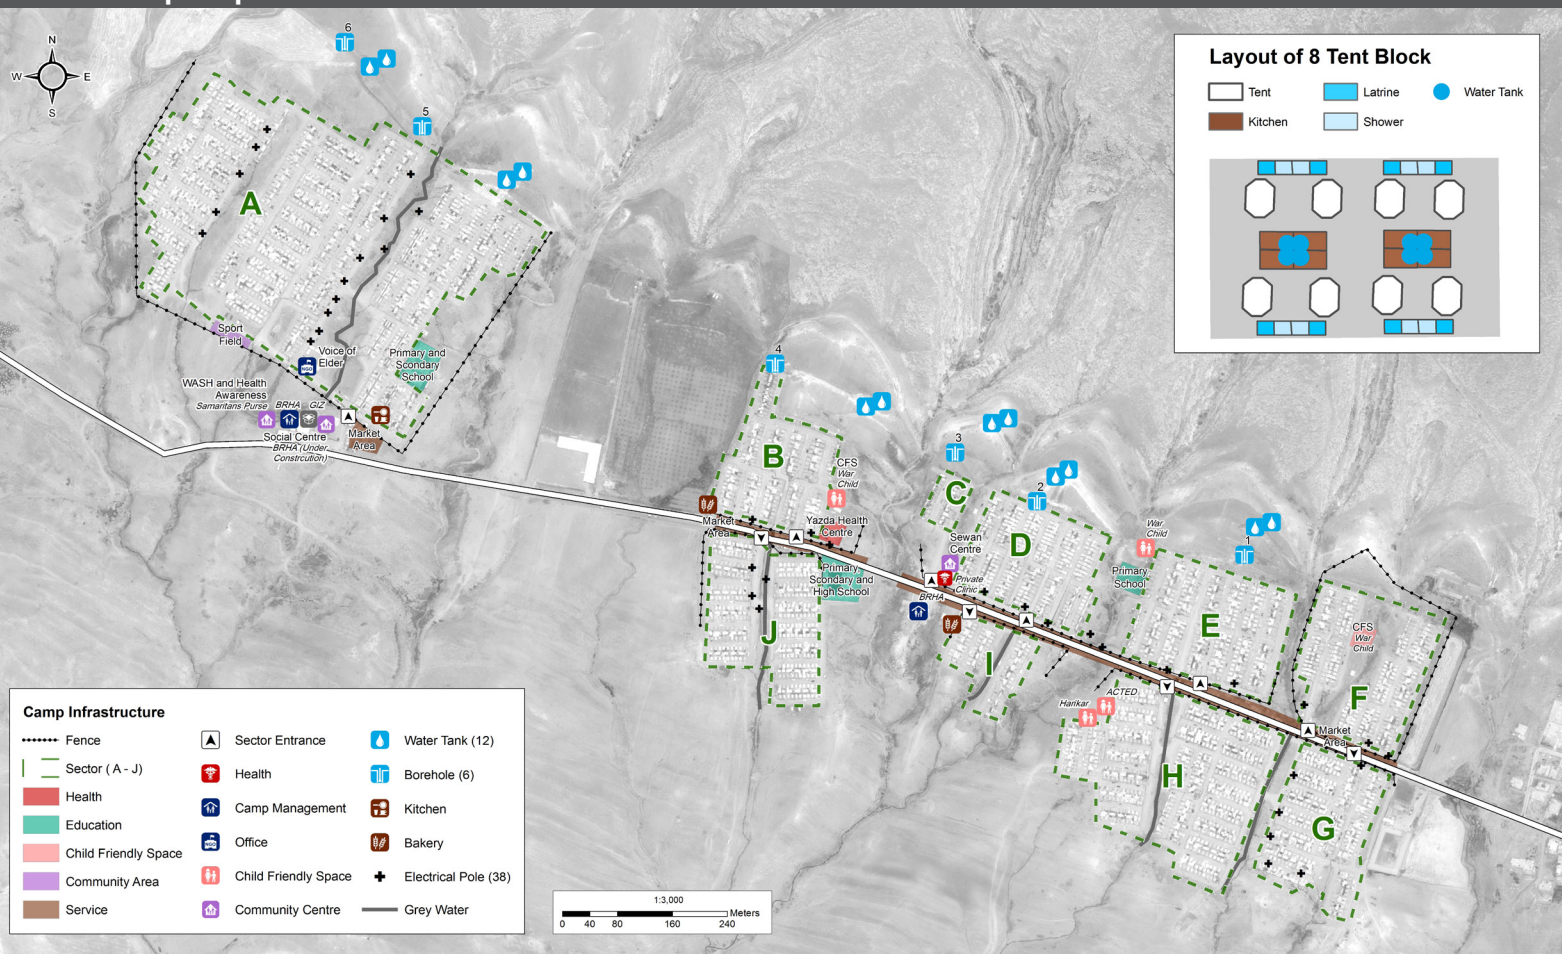 N
W
E
S
6
5
A
Sport
Field
Voice of
Elder
Primary and
Scondary
School
WASH and Health
Awareness
Samaritans Purse
BRHA
GIZ
Social Centre
BRHA (Under
Constrcution)
Market
Area
4
B
CFS
War
Child
Market
Area
Yazda Health
Centre
Primary
Scondary and
High School
J
3
C
2
D
Sewan
Centre
Private
Clinic
BRHA
I
War
Child
Primary
School
1
E
CFS
War
Child
F
Market
Area
Harikar
ACTED
H
G
Layout of 8 Tent Block
Tent
Latrine
Water Tank
Kitchen
Shower
Camp Infrastructure
Fence
Sector Entrance
Water Tank (12)
Sector ( A - J)
Health
Borehole (6)
Health
Camp Management
Kitchen
Education
Office
Bakery
Child Friendly Space
Child Friendly Space
Electrical Pole (38)
Community Area
Community Centre
Grey Water
Service
1:3,000
Meters
0 40 80 160 240